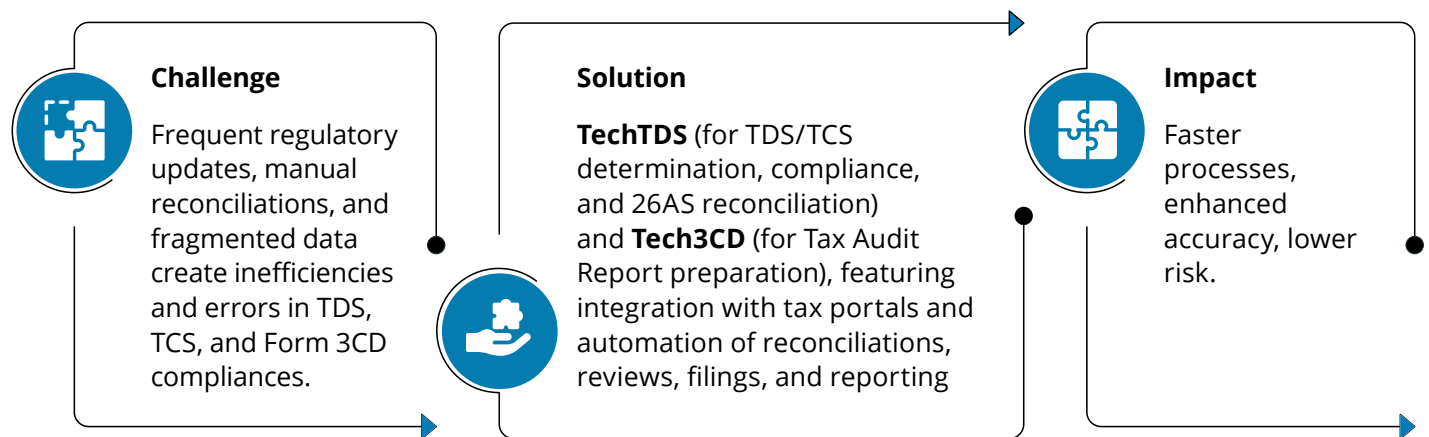 Challenge
Frequent regulatory
updates, manual
reconciliations, and
fragmented data
create inefficiencies
and errors in TDS,
TCS, and Form 3CD
compliances.
Solution
TechTDS (for TDS/TCS
determination, compliance,
and 26AS reconciliation)
and Tech3CD (for Tax Audit
Report preparation), featuring
integration with tax portals and
automation of reconciliations,
reviews, filings, and reporting
Impact
Faster
processes,
enhanced
accuracy, lower
risk.